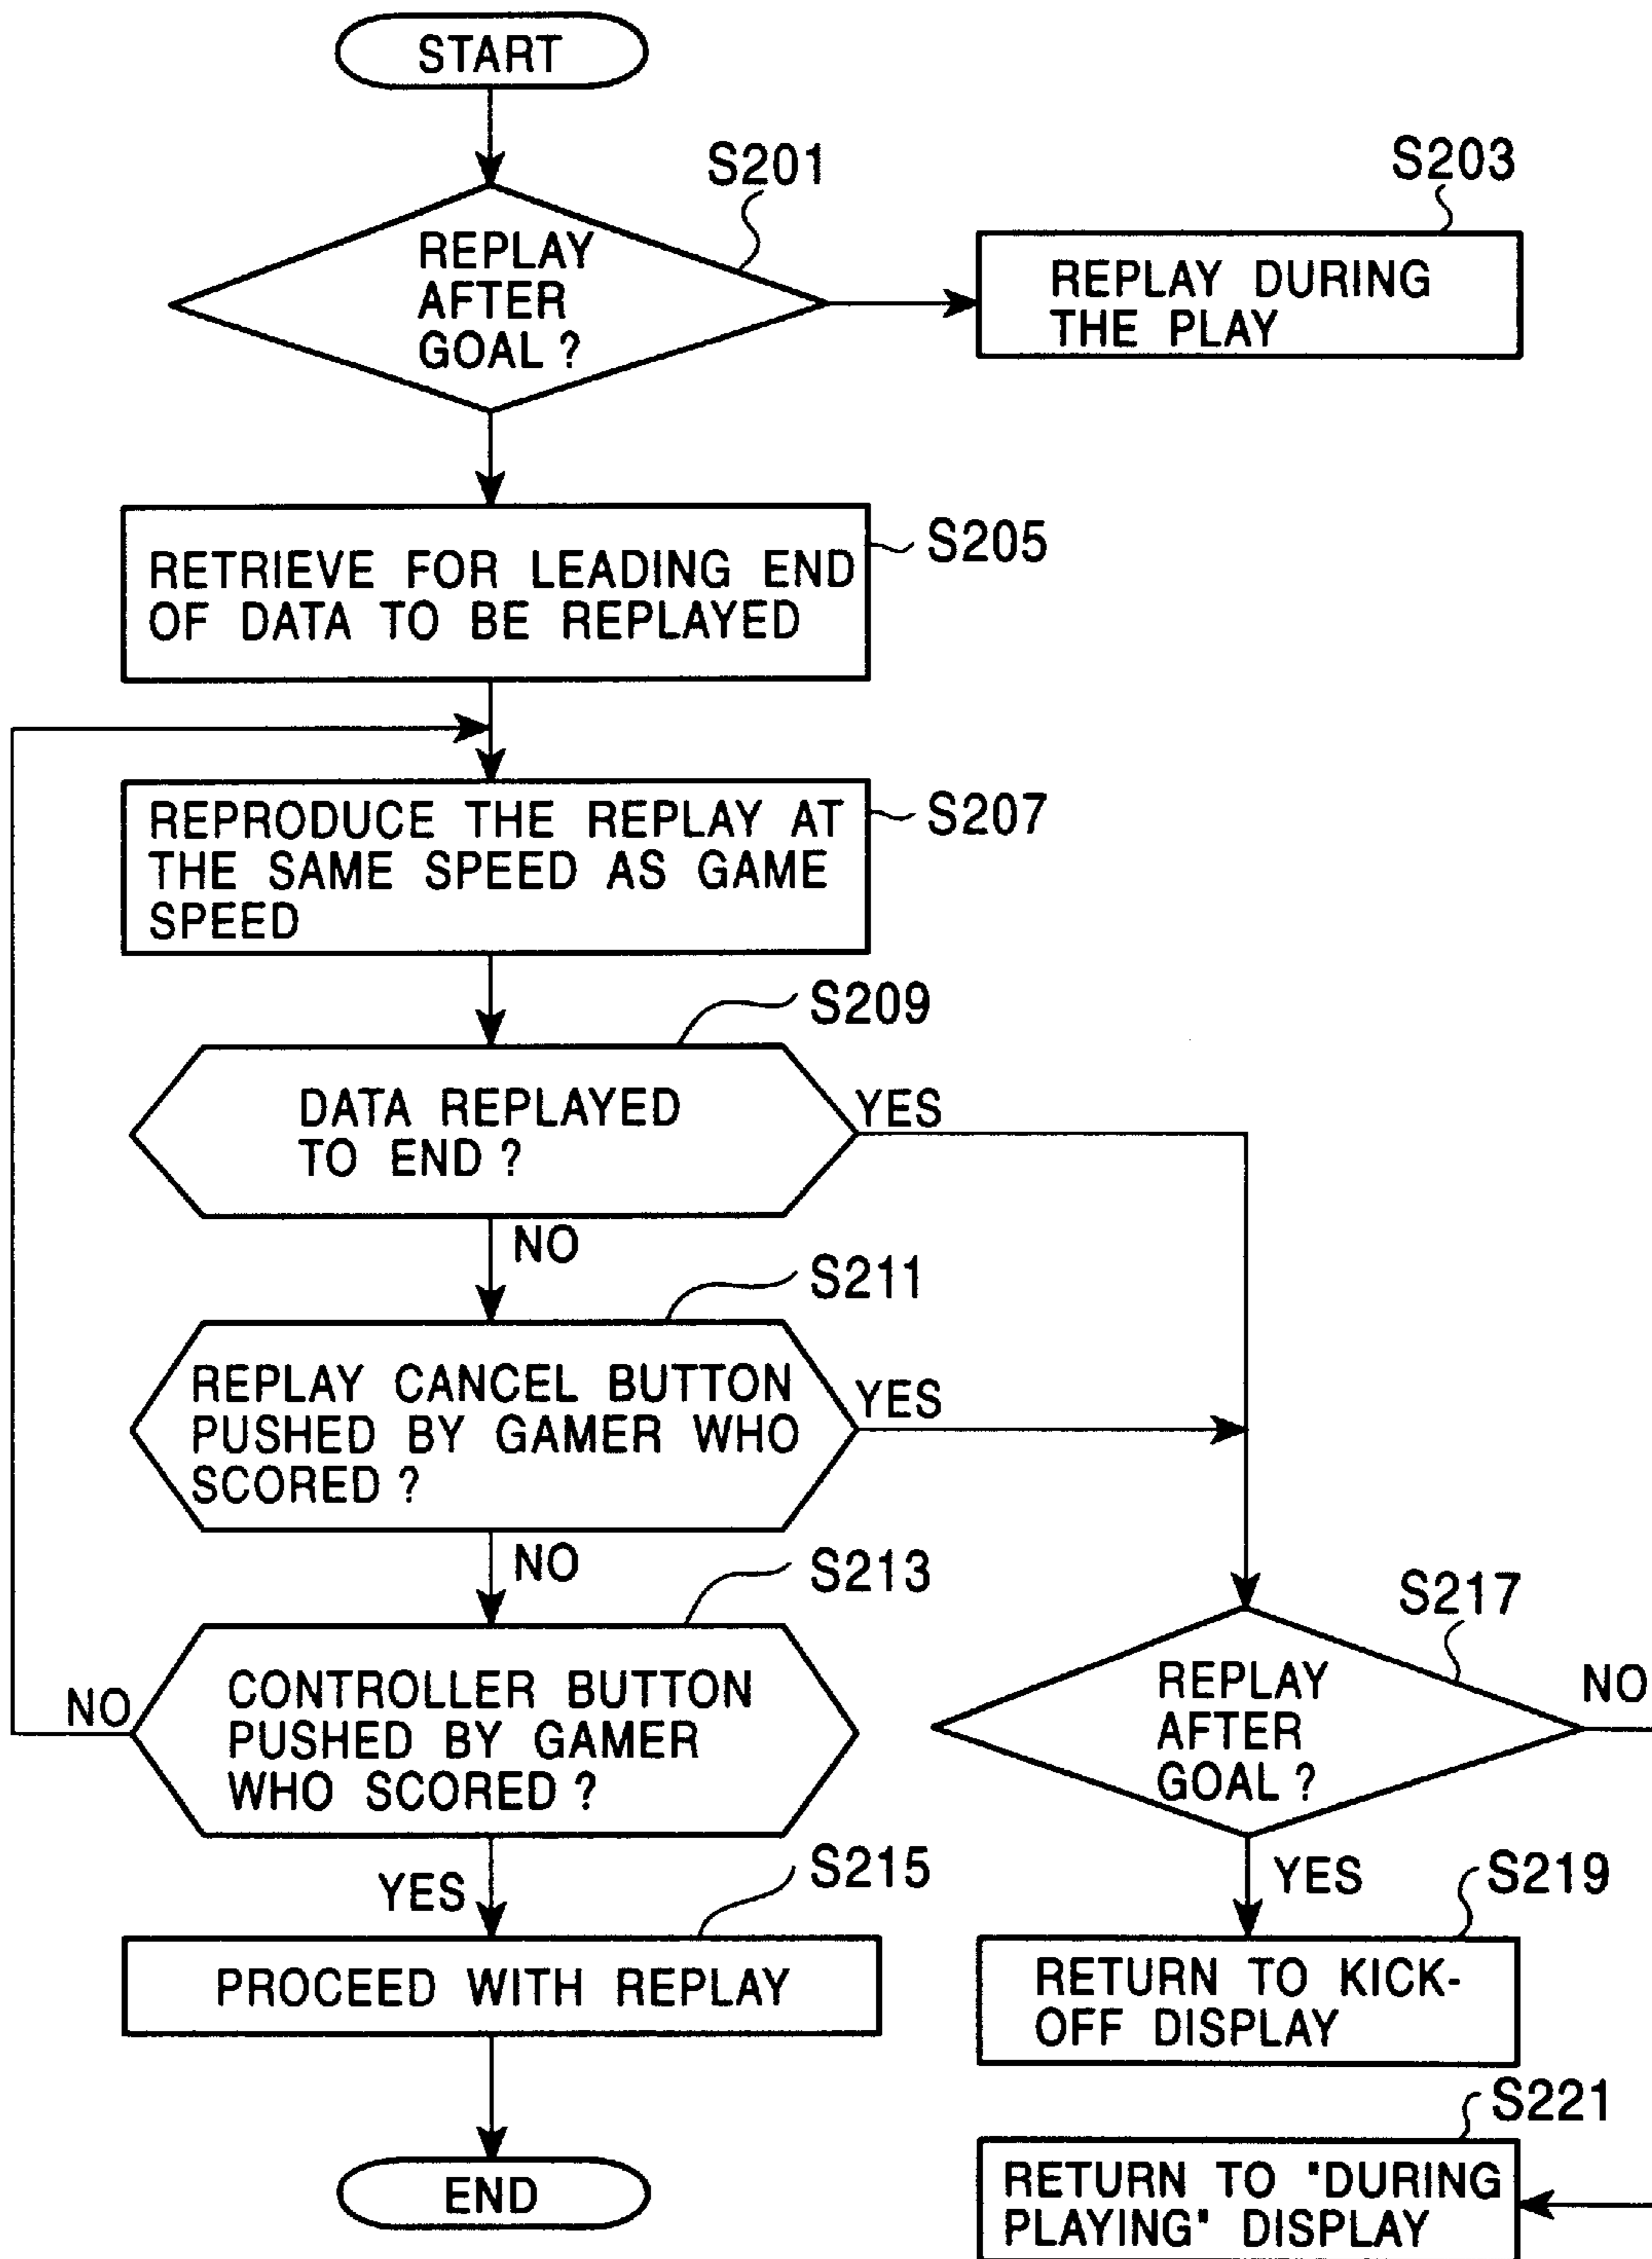 START
S201
REPLAY
AFTER
GOAL ?
S203
REPLAY DURING
THE PLAY
S205
RETRIEVE FOR LEADING END
OF DATA TO BE REPLAYED
S207
REPRODUCE THE REPLAY AT
THE SAME SPEED AS GAME
SPEED
S209
DATA REPLAYED
TO END ?
YES
NO
S211
REPLAY CANCEL BUTTON
PUSHED BY GAMER WHO
SCORED ?
YES
NO
S213
CONTROLLER BUTTON
PUSHED BY GAMER
WHO SCORED ?
NO
YES
S215
PROCEED WITH REPLAY
END
S217
REPLAY
AFTER
GOAL ?
NO
YES
S219
RETURN TO KICK-
OFF DISPLAY
S221
RETURN TO "DURING
PLAYING" DISPLAY